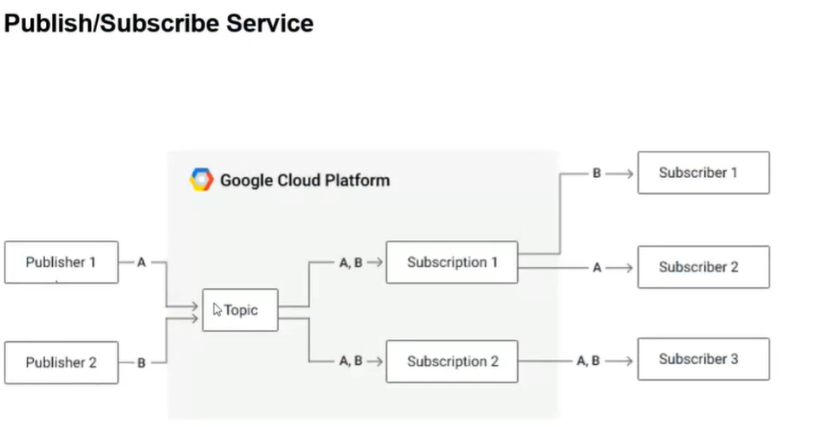 Publish/Subscribe Service
Google Cloud Platform
B
Subscriber 1
Publisher 1
A
A, B
Subscription 1
A
Subscriber 2
Topic
Publisher 2
B
A, B
Subscription 2
A, B
Subscriber 3